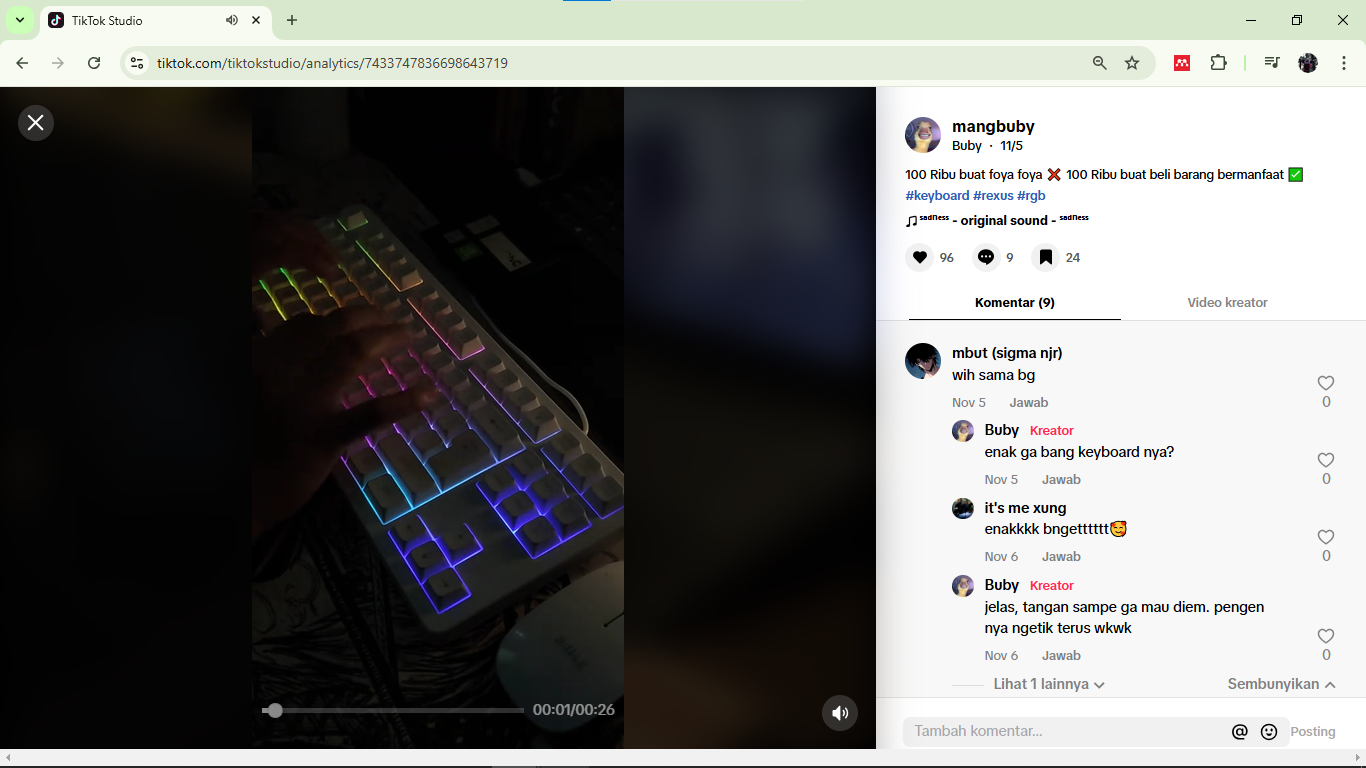 TikTok Studio
tiktok.com/tiktokstudio/analytics/7433747836698643719
mangbuby
Buby · 11/5
100 Ribu buat foya foya ❌ 100 Ribu buat beli barang bermanfaat ✅
#keyboard #rexus #rgb
♫ ˢᵃᵈᶠˡᵉˢˢ - original sound - ˢᵃᵈᶠˡᵉˢˢ
96
9
24
Komentar (9)
Video kreator
mbut (sigma njr)
wih sama bg
Nov 5 Jawab
0
Buby Kreator
enak ga bang keyboard nya?
Nov 5 Jawab
0
it's me xung
enakkkk bngetttttt🥰
Nov 6 Jawab
0
Buby Kreator
jelas, tangan sampe ga mau diem. pengen
nya ngetik terus wkwk
Nov 6 Jawab
0
Lihat 1 lainnya
Sembunyikan
00:01/00:26
Tambah komentar...
@
Posting